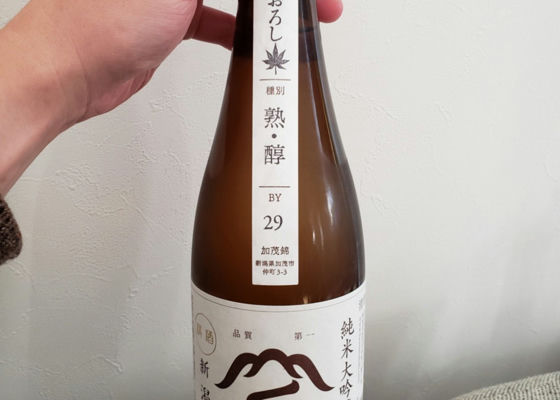 おろし
種別
熟・醇
BY
29
加茂錦
新潟県加茂市
仲町3-3
品質 第一
純米大吟
酒
新潟